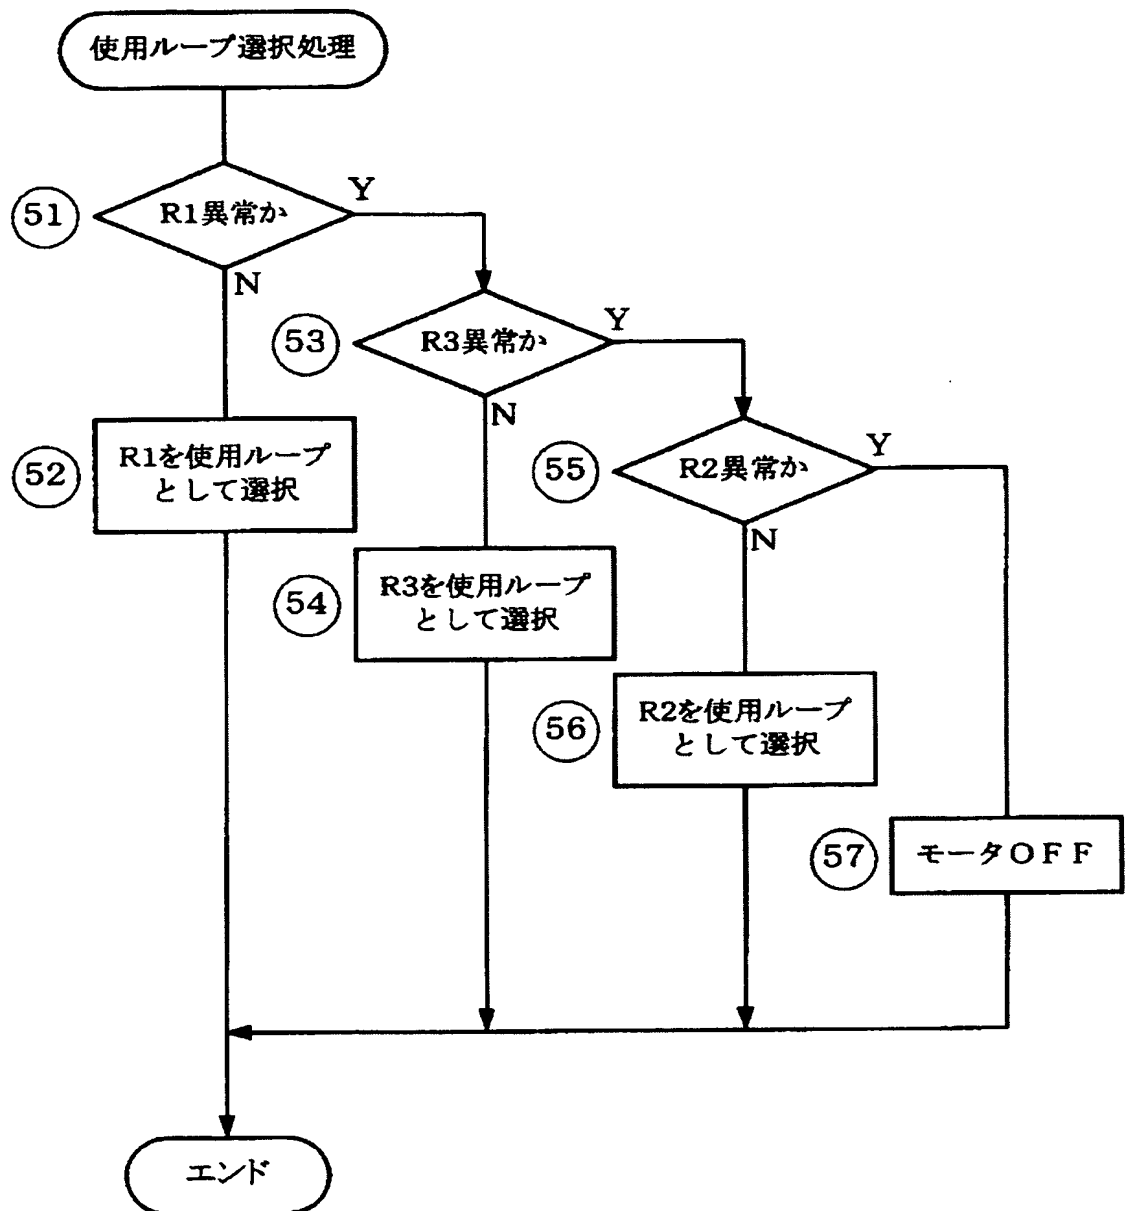 使用ループ選択処理
51
R1異常か
Y
N
53
R3異常か
Y
N
55
R2異常か
Y
N
52
R1を使用ループ
として選択
54
R3を使用ループ
として選択
56
R2を使用ループ
として選択
57
モータOFF
エンド